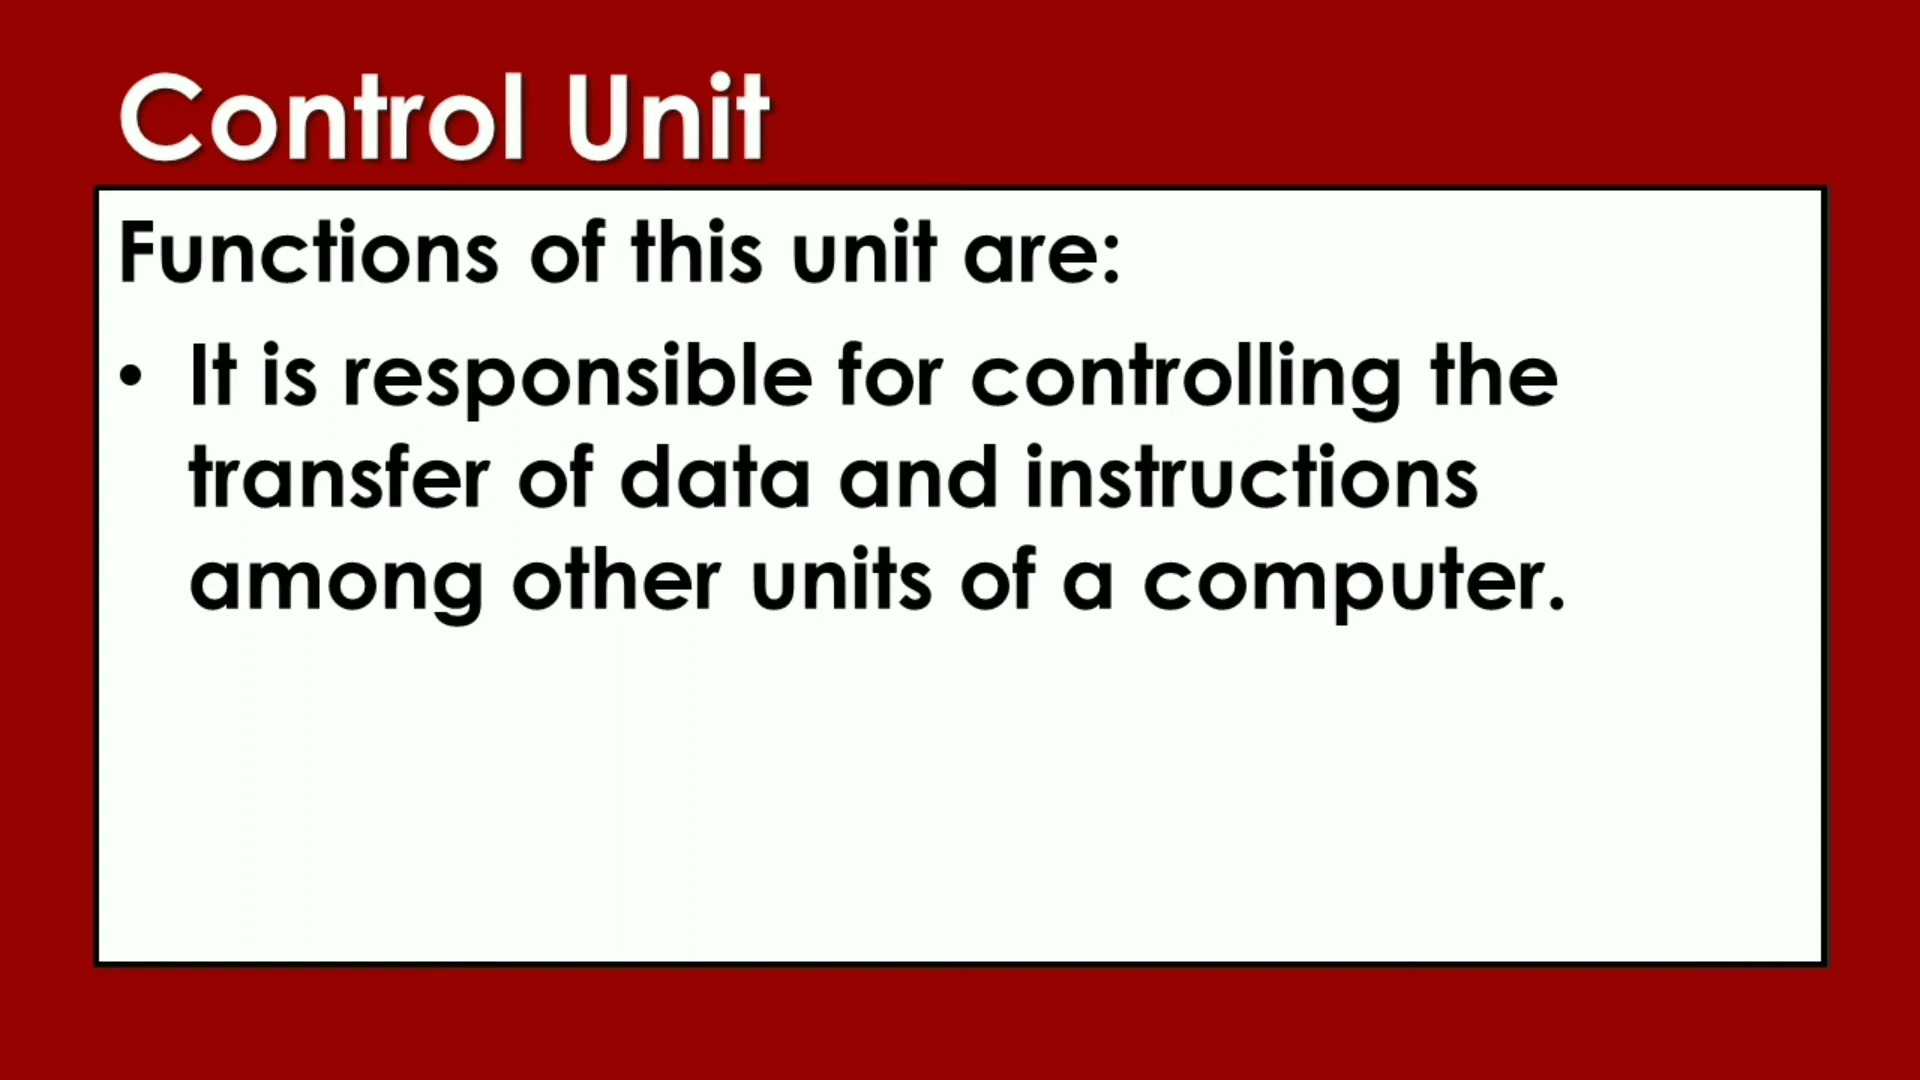 Control Unit
Functions of this unit are:
• It is responsible for controlling the
transfer of data and instructions
among other units of a computer.